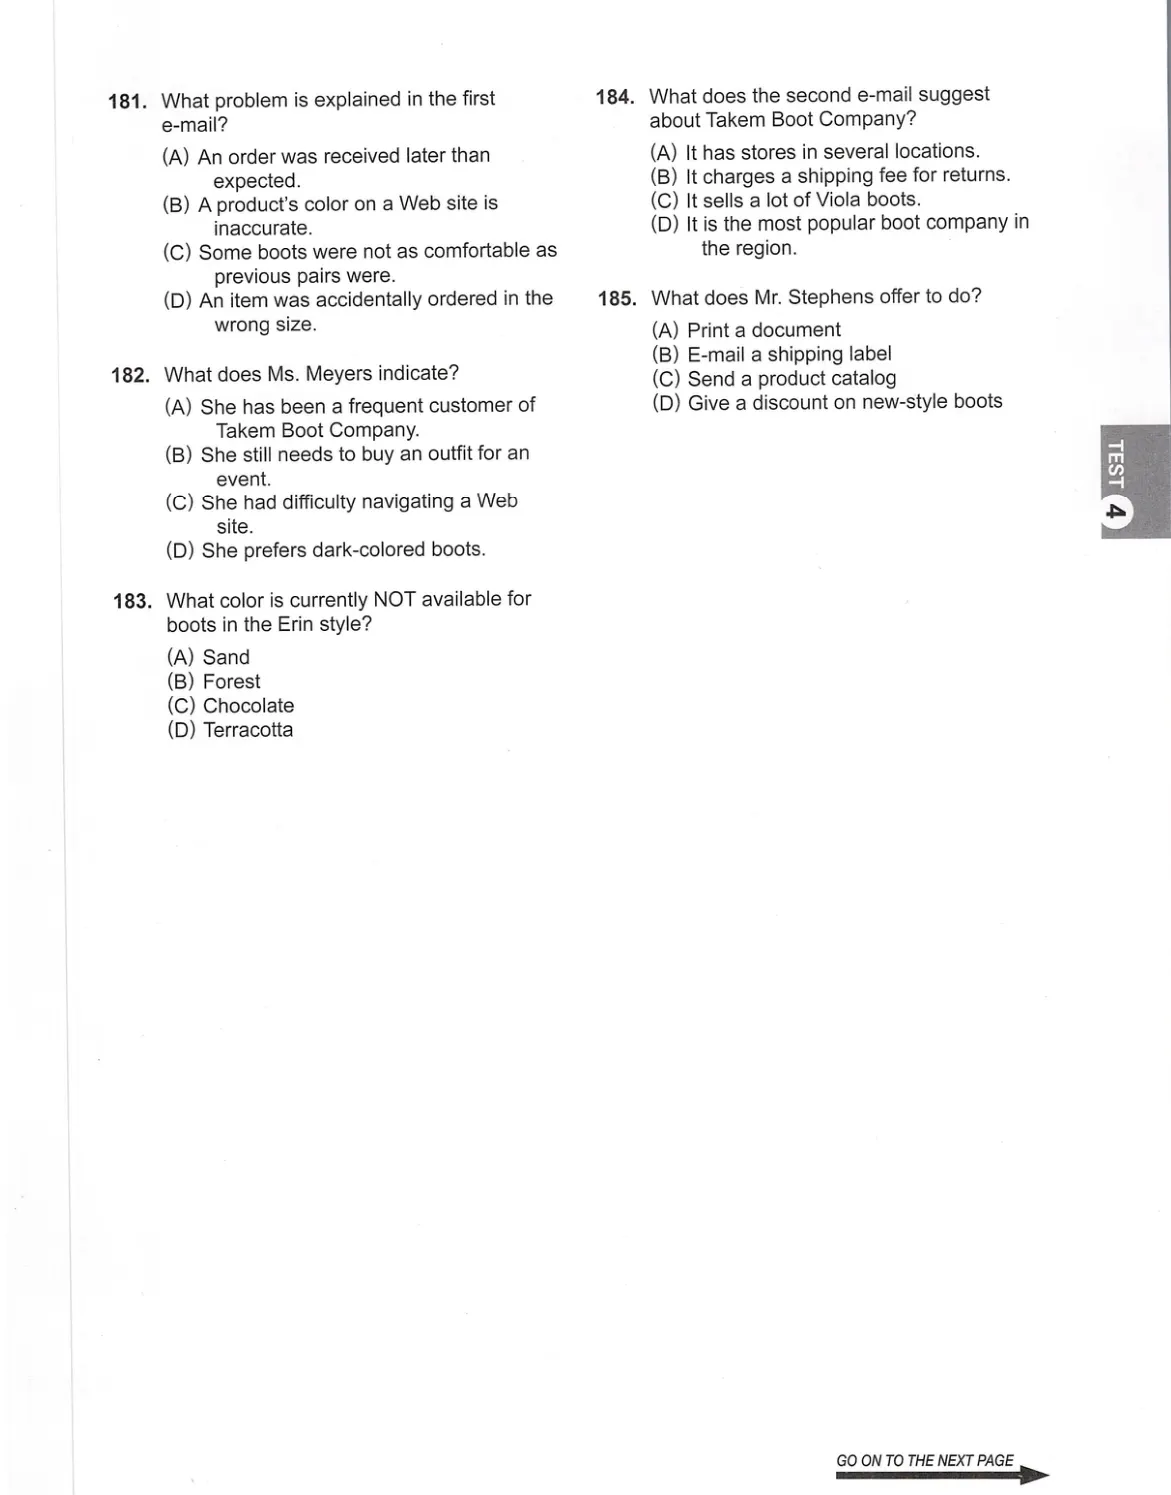 181. What problem is explained in the first
e-mail?
(A) An order was received later than
expected.
(B) A product's color on a Web site is
inaccurate.
(C) Some boots were not as comfortable as
previous pairs were.
(D) An item was accidentally ordered in the
wrong size.
182. What does Ms. Meyers indicate?
(A) She has been a frequent customer of
Takem Boot Company.
(B) She still needs to buy an outfit for an
event.
(C) She had difficulty navigating a Web
site.
(D) She prefers dark-colored boots.
183. What color is currently NOT available for
boots in the Erin style?
(A) Sand
(B) Forest
(C) Chocolate
(D) Terracotta
184. What does the second e-mail suggest
about Takem Boot Company?
(A) It has stores in several locations.
(B) It charges a shipping fee for returns.
(C) It sells a lot of Viola boots.
(D) It is the most popular boot company in
the region.
185. What does Mr. Stephens offer to do?
(A) Print a document
(B) E-mail a shipping label
(C) Send a product catalog
(D) Give a discount on new-style boots
TEST 4
GO ON TO THE NEXT PAGE